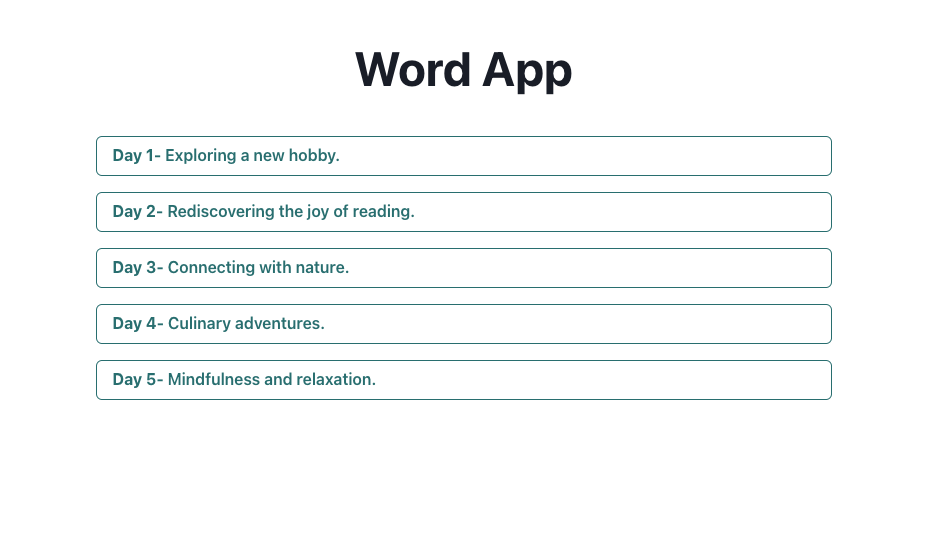 Word App
Day 1- Exploring a new hobby.
Day 2- Rediscovering the joy of reading.
Day 3- Connecting with nature.
Day 4- Culinary adventures.
Day 5- Mindfulness and relaxation.